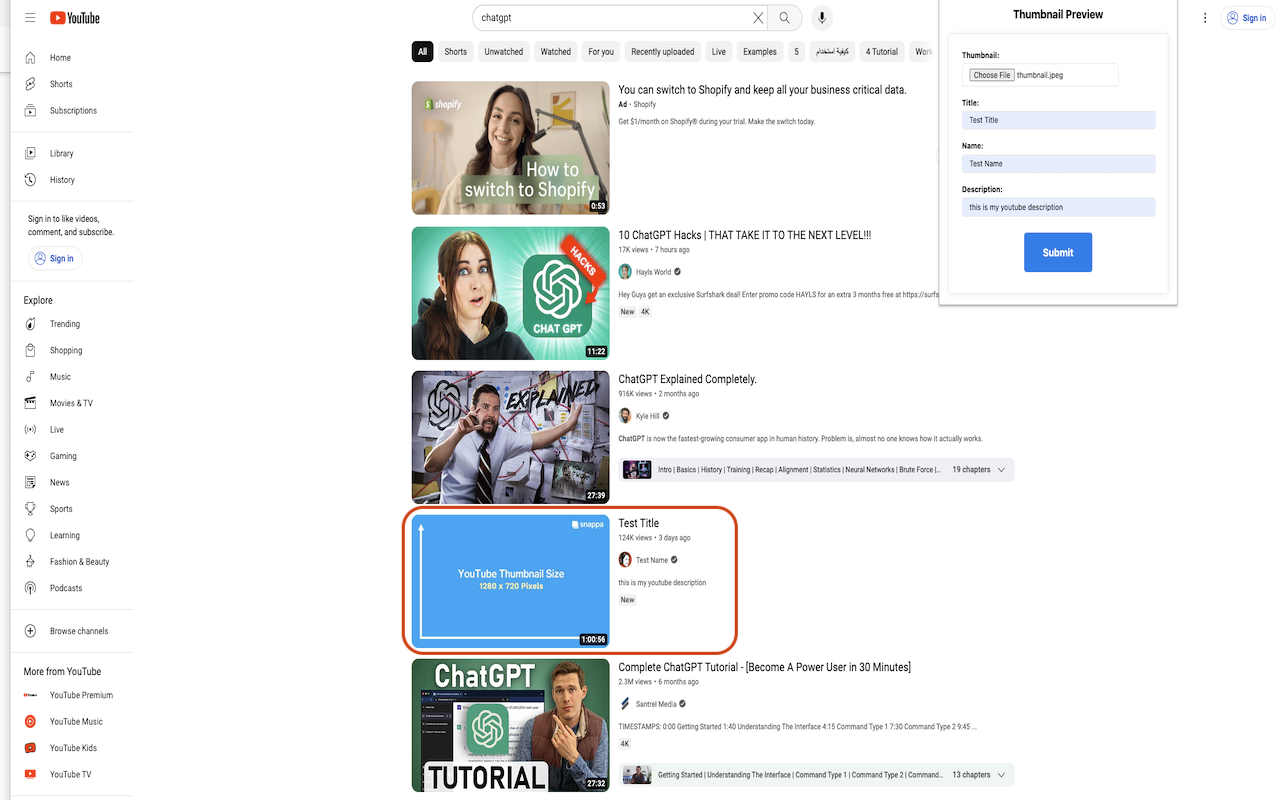 YouTube
chatgpt
Sign in
Home
Shorts
Subscriptions
Library
History
Sign in to like videos,
comment, and subscribe.
Sign in
Explore
Trending
Shopping
Music
Movies & TV
Live
Gaming
News
Sports
Learning
Fashion & Beauty
Podcasts
Browse channels
More from YouTube
YouTube Premium
YouTube Music
YouTube Kids
YouTube TV
All Shorts Unwatched Watched For you Recently uploaded Live Examples 5 كيفية استخدام 4 Tutorial Work
shopify
How to
switch to Shopify
0:53
You can switch to Shopify and keep all your business critical data.
Ad · Shopify
Get $1/month on Shopify® during your trial. Make the switch today.
HACKS
CHAT GPT
11:22
10 ChatGPT Hacks | THAT TAKE IT TO THE NEXT LEVEL!!!
17K views • 7 hours ago
Hayls World
Hey Guys get an exclusive Surfshark deal! Enter promo code HAYLS for an extra 3 months free at https://surfs
New 4K
EXPLAINED
27:39
ChatGPT Explained Completely.
916K views • 2 months ago
Kyle Hill
ChatGPT is now the fastest-growing consumer app in human history. Problem is, almost no one knows how it actually works.
Intro | Basics | History | Training | Recap | Alignment | Statistics | Neural Networks | Brute Force |... 19 chapters
snappa
YouTube Thumbnail Size
1280 x 720 Pixels
1:00:56
Test Title
124K views • 3 days ago
Test Name
this is my youtube description
New
ChatGPT
TUTORIAL
27:32
Complete ChatGPT Tutorial - [Become A Power User in 30 Minutes]
2.3M views • 6 months ago
Santrel Media
TIMESTAMPS: 0:00 Getting Started 1:40 Understanding The Interface 4:15 Command Type 1 7:30 Command Type 2 9:45 ...
4K
Getting Started | Understanding The Interface | Command Type 1 | Command Type 2 | Command... 13 chapters
Thumbnail Preview
Thumbnail:
Choose File thumbnail.jpeg
Title:
Test Title
Name:
Test Name
Description:
this is my youtube description
Submit